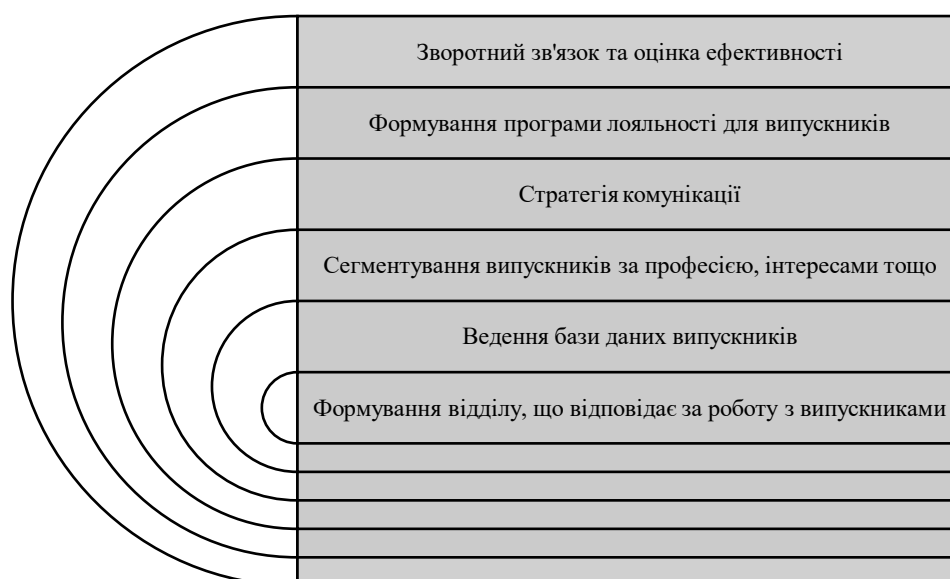 Зворотний зв'язок та оцінка ефективності
Формування програми лояльності для випускників
Стратегія комунікації
Сегментування випускників за професією, інтересами тощо
Ведення бази даних випускників
Формування відділу, що відповідає за роботу з випускниками